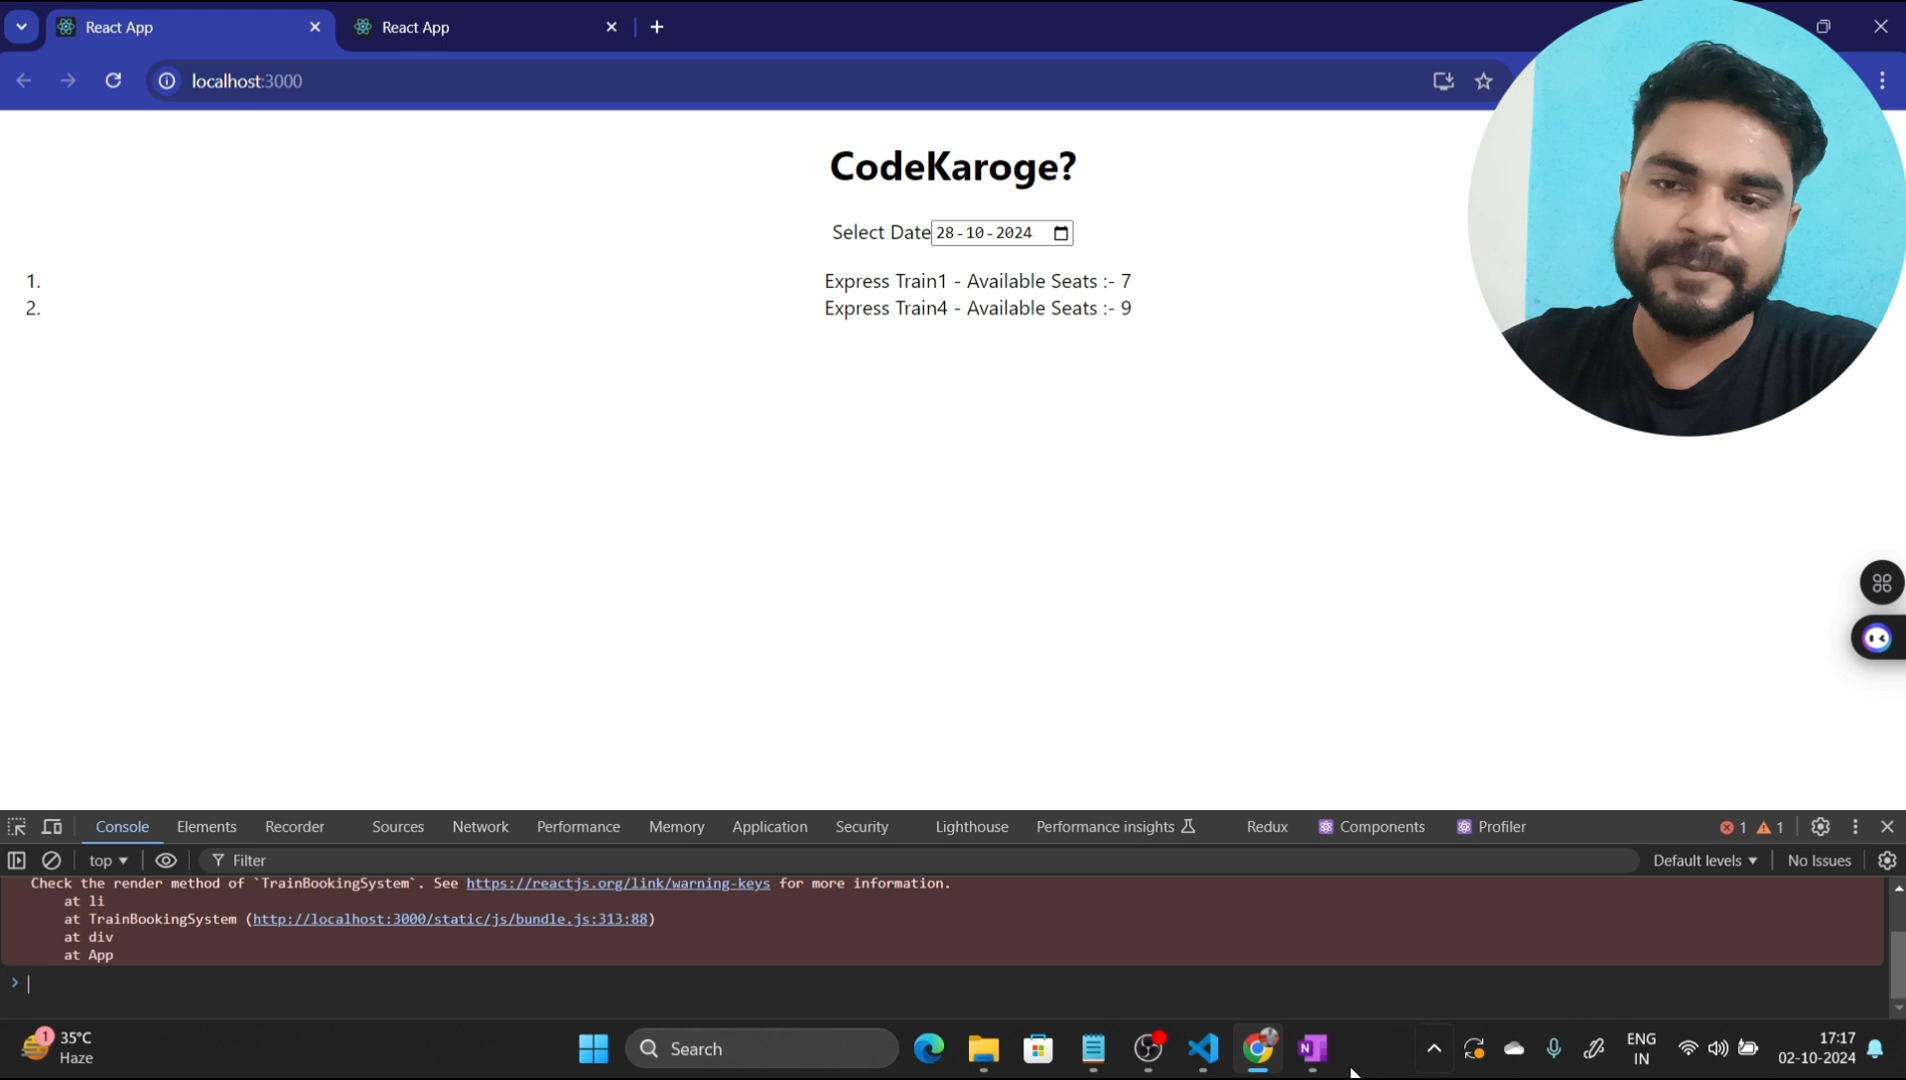 React App
React App
localhost:3000
CodeKaroge?
Select Date 28-10-2024
1. Express Train1 - Available Seats :- 7
2. Express Train4 - Available Seats :- 9
Console Elements Recorder Sources Network Performance Memory Application Security Lighthouse Performance insights Redux Components Profiler 1 1
top Filter Default levels No Issues
Check the render method of `TrainBookingSystem`. See https://reactjs.org/link/warning-keys for more information.
at li
at TrainBookingSystem (http://localhost:3000/static/js/bundle.js:313:88)
at div
at App
1 35°C
Haze
Search
N
ENG
IN
17:17
02-10-2024